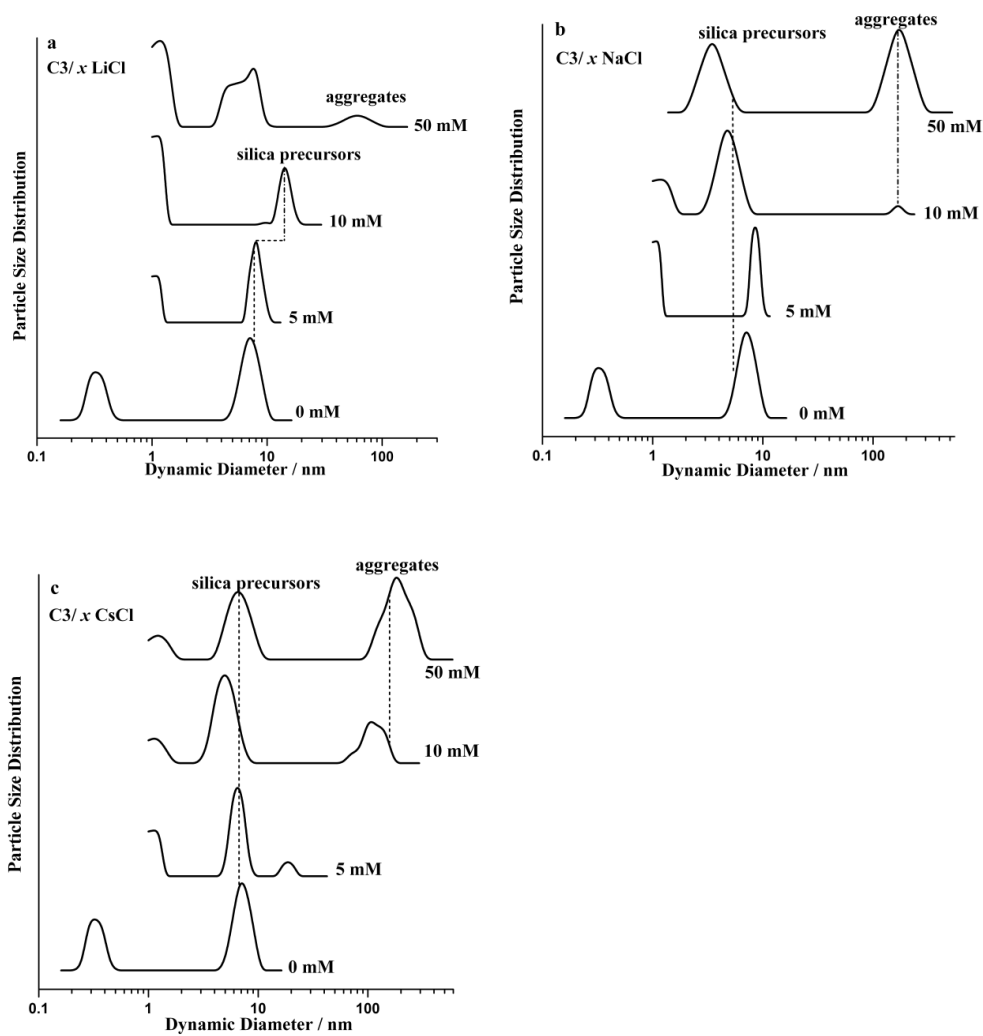 a
C3/ x LiCl
aggregates
50 mM
silica precursors
10 mM
5 mM
0 mM
Particle Size Distribution
0.1 1 10 100
Dynamic Diameter / nm
b
C3/ x NaCl
silica precursors
aggregates
50 mM
10 mM
5 mM
0 mM
Particle Size Distribution
0.1 1 10 100
Dynamic Diameter / nm
c
C3/ x CsCl
silica precursors
aggregates
50 mM
10 mM
5 mM
0 mM
Particle Size Distribution
0.1 1 10 100
Dynamic Diameter / nm